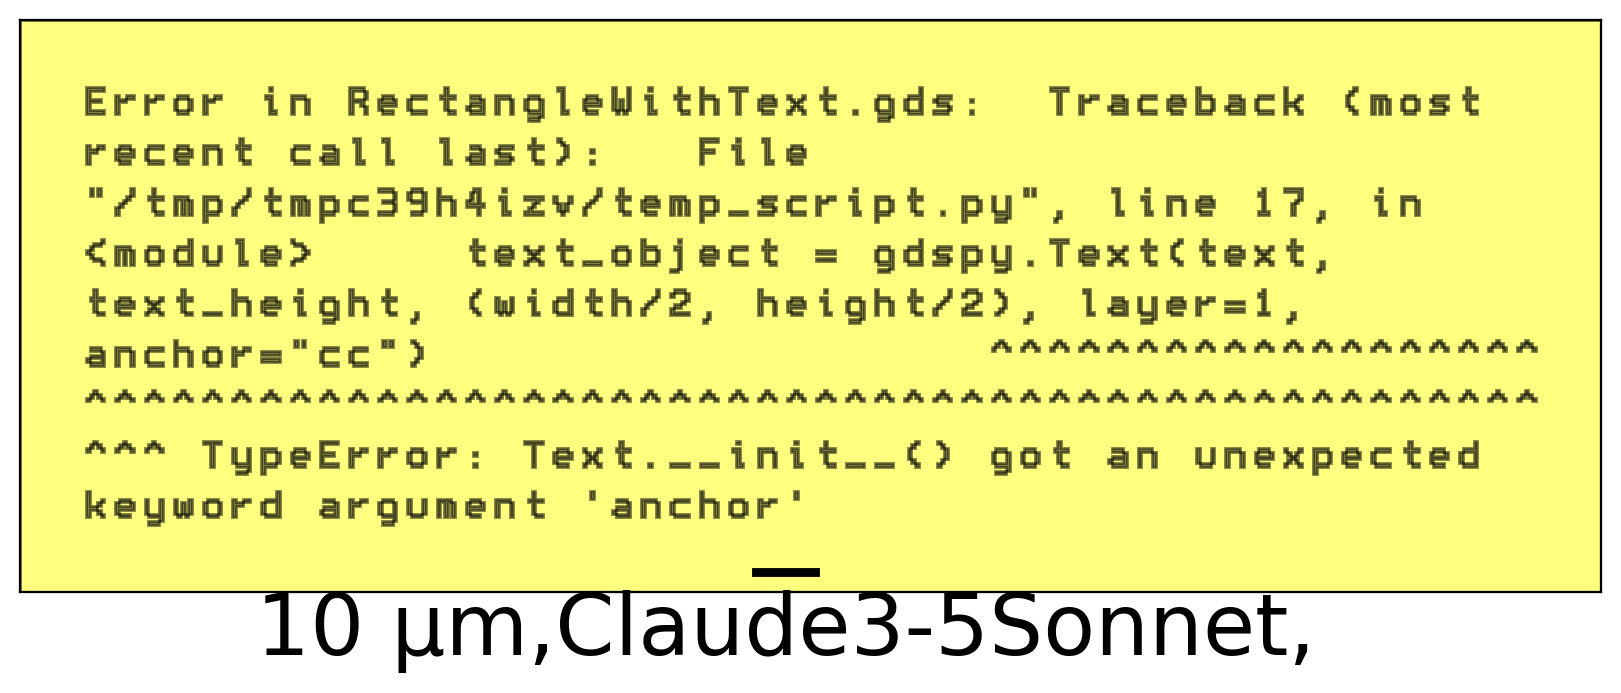 Error in RectangleWithText.gds:  Traceback (most
recent call last):   File
"/tmp/tmpc39h4izv/temp_script.py", line 17, in
<module>     text_object = gdspy.Text(text,
text_height, (width/2, height/2), layer=1,
anchor="cc")                   ^^^^^^^^^^^^^^^^^^^
^^^^^^^^^^^^^^^^^^^^^^^^^^^^^^^^^^^^^^^^^^^^^^^^^^
^^^ TypeError: Text.__init__() got an unexpected
keyword argument 'anchor'
10 µm,Claude3-5Sonnet,